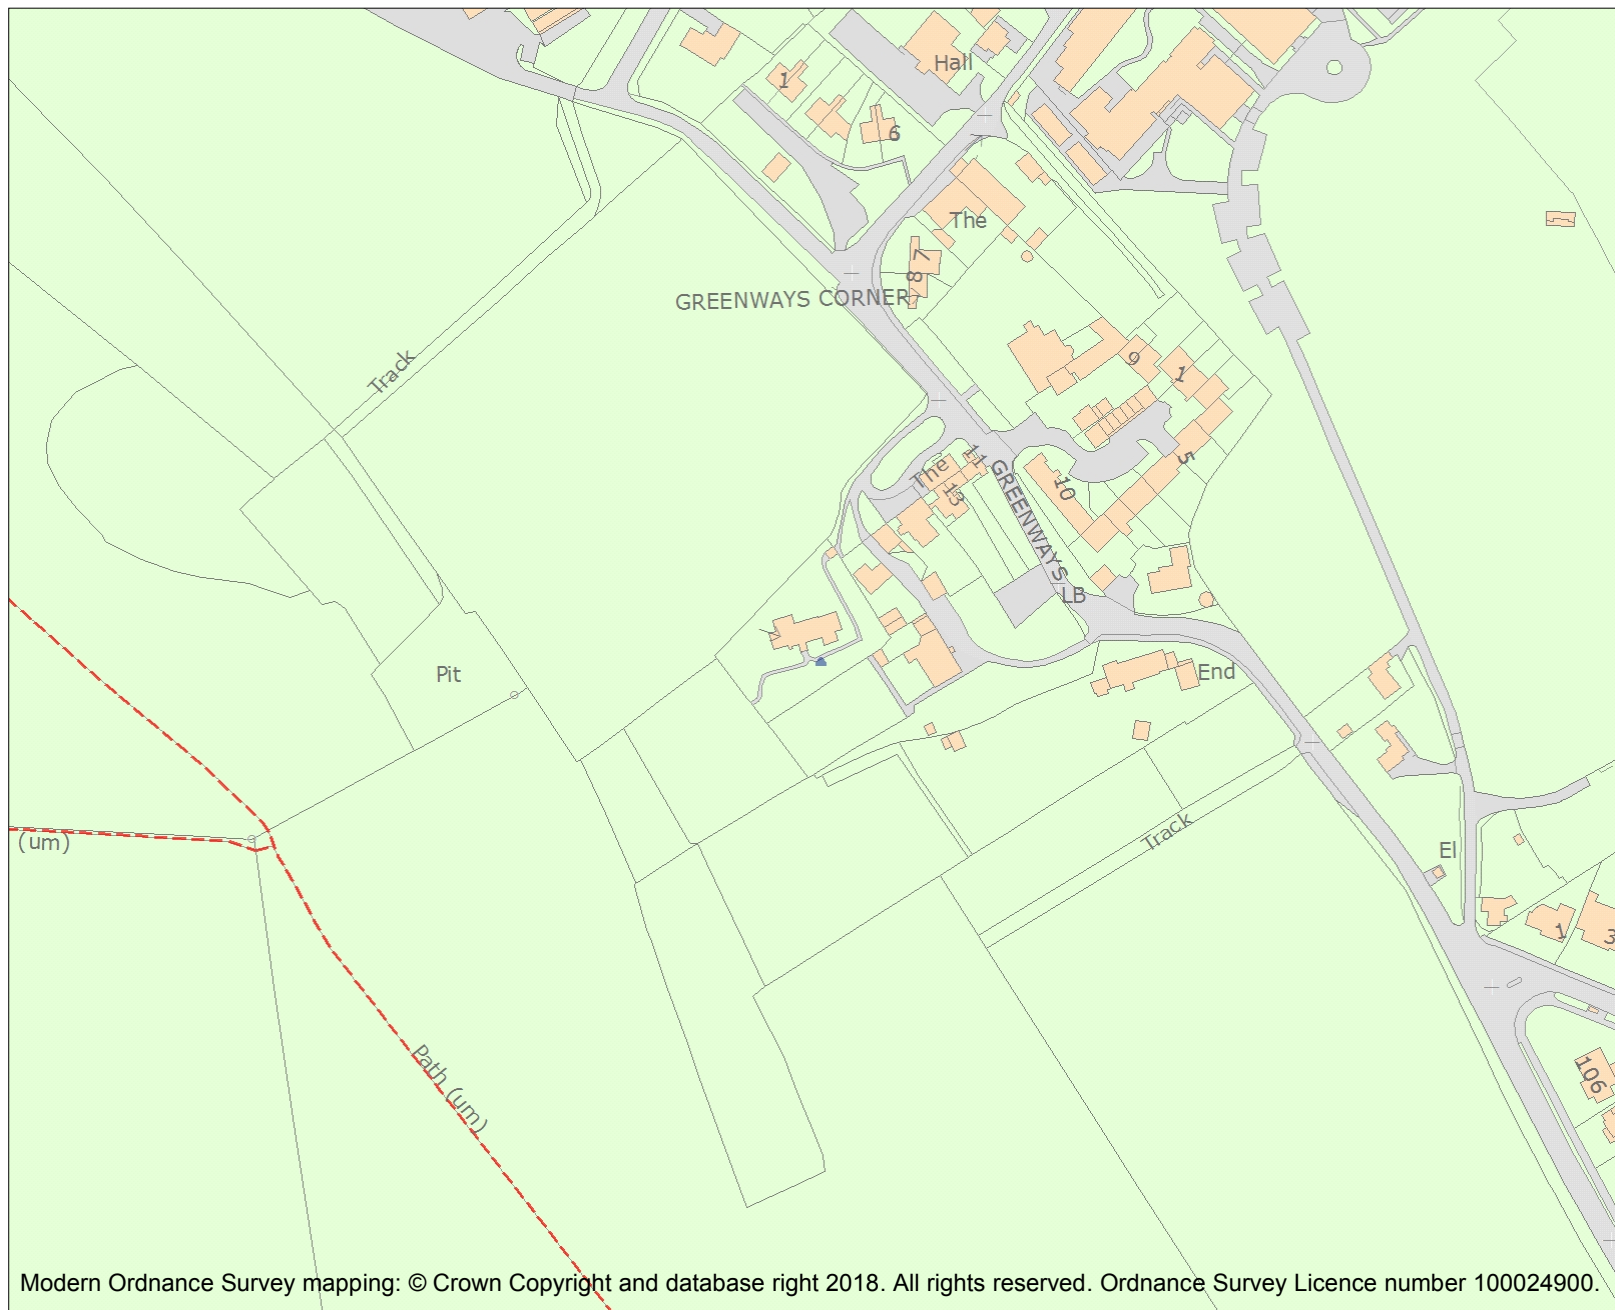 Hall
1
6
The
7
8
GREENWAYS CORNER
Track
9
1
The
11
13
GREENWAYS
10
5
LB
Pit
End
(um)
Track
El
1
3
Path (um)
106
Modern Ordnance Survey mapping: © Crown Copyright and database right 2018. All rights reserved. Ordnance Survey Licence number 100024900.